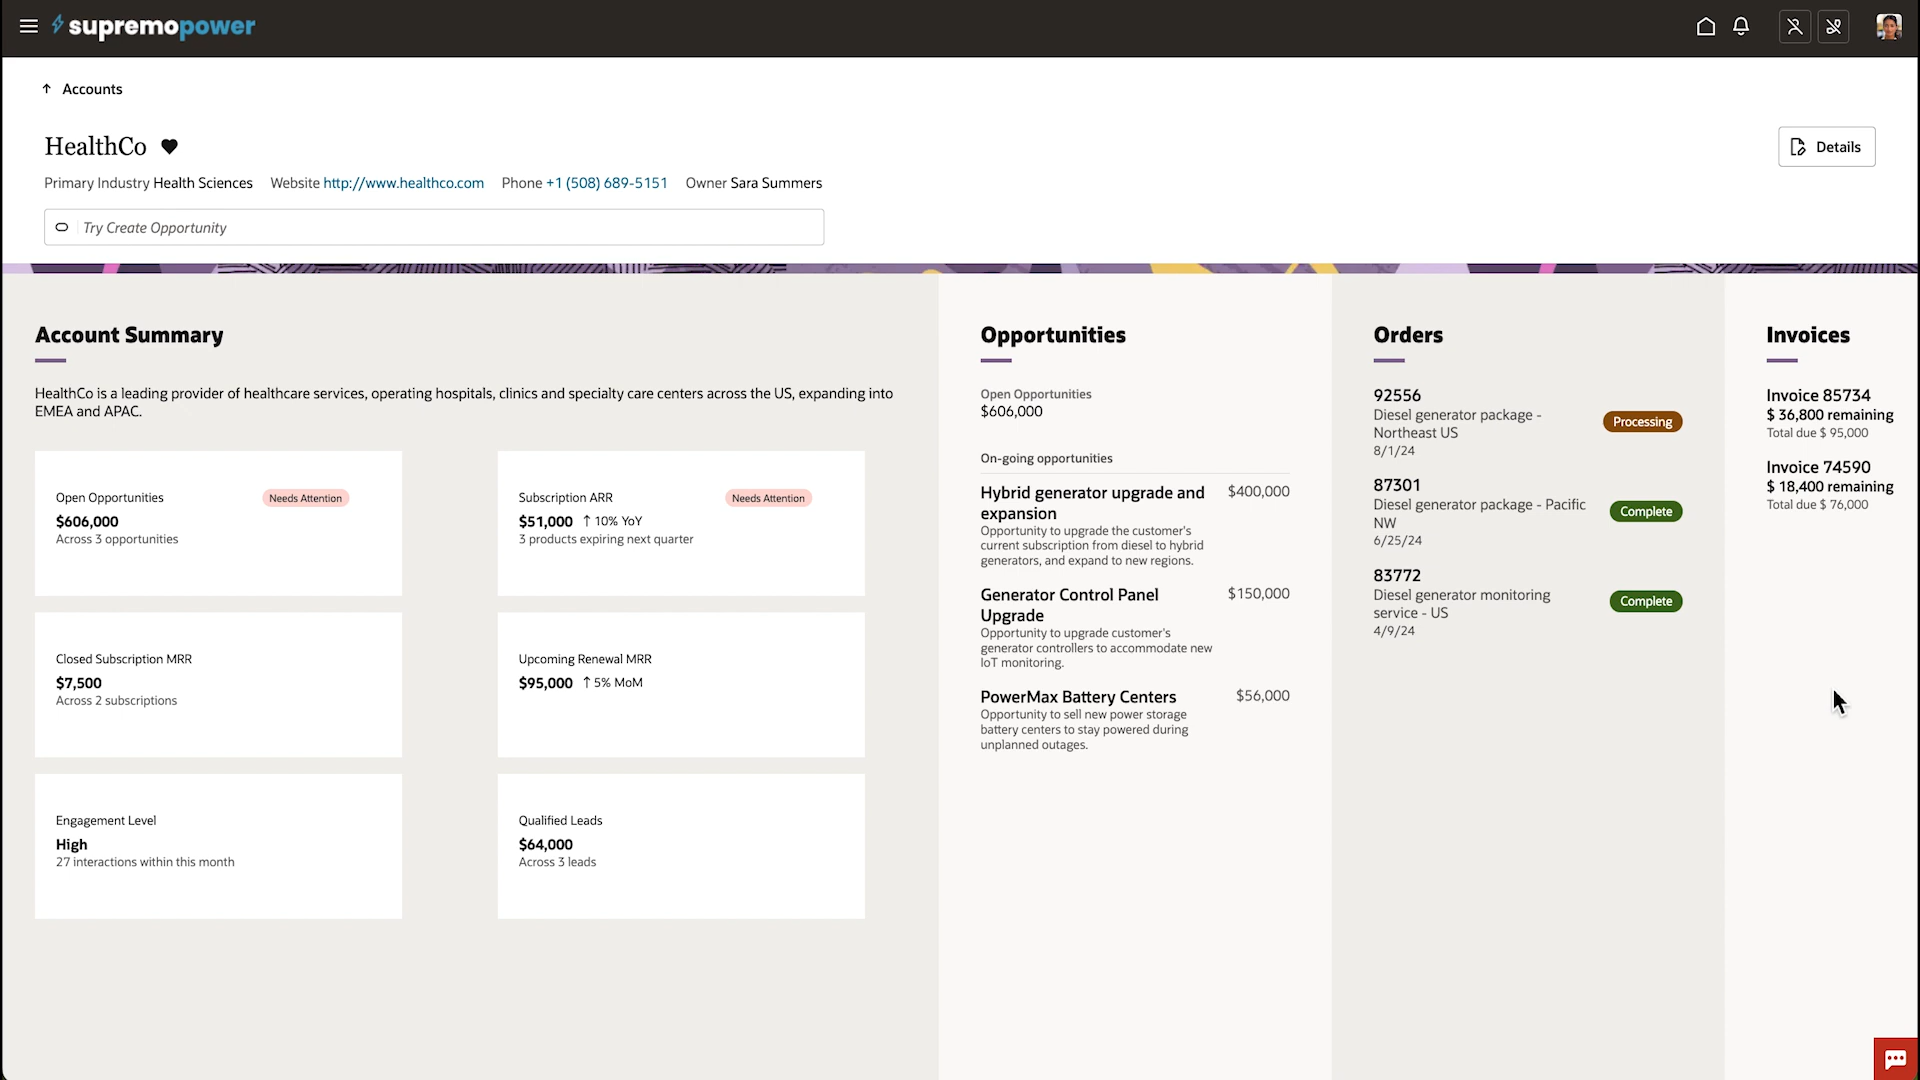 supremopower
Accounts
HealthCo
Details
Primary Industry Health Sciences Website http://www.healthco.com Phone +1 (508) 689-5151 Owner Sara Summers
Try Create Opportunity
Account Summary
HealthCo is a leading provider of healthcare services, operating hospitals, clinics and specialty care centers across the US, expanding into
EMEA and APAC.
Open Opportunities
Needs Attention
$606,000
Across 3 opportunities
Subscription ARR
Needs Attention
$51,000 ↑ 10% YoY
3 products expiring next quarter
Closed Subscription MRR
$7,500
Across 2 subscriptions
Upcoming Renewal MRR
$95,000 ↑ 5% MoM
Engagement Level
High
27 interactions within this month
Qualified Leads
$64,000
Across 3 leads
Opportunities
Open Opportunities
$606,000
On-going opportunities
Hybrid generator upgrade and
expansion
$400,000
Opportunity to upgrade the customer's
current subscription from diesel to hybrid
generators, and expand to new regions.
Generator Control Panel
Upgrade
$150,000
Opportunity to upgrade customer's
generator controllers to accommodate new
IoT monitoring.
PowerMax Battery Centers
$56,000
Opportunity to sell new power storage
battery centers to stay powered during
unplanned outages.
Orders
92556
Diesel generator package -
Northeast US
8/1/24
Processing
87301
Diesel generator package - Pacific
NW
6/25/24
Complete
83772
Diesel generator monitoring
service - US
4/9/24
Complete
Invoices
Invoice 85734
$ 36,800 remaining
Total due $ 95,000
Invoice 74590
$ 18,400 remaining
Total due $ 76,000